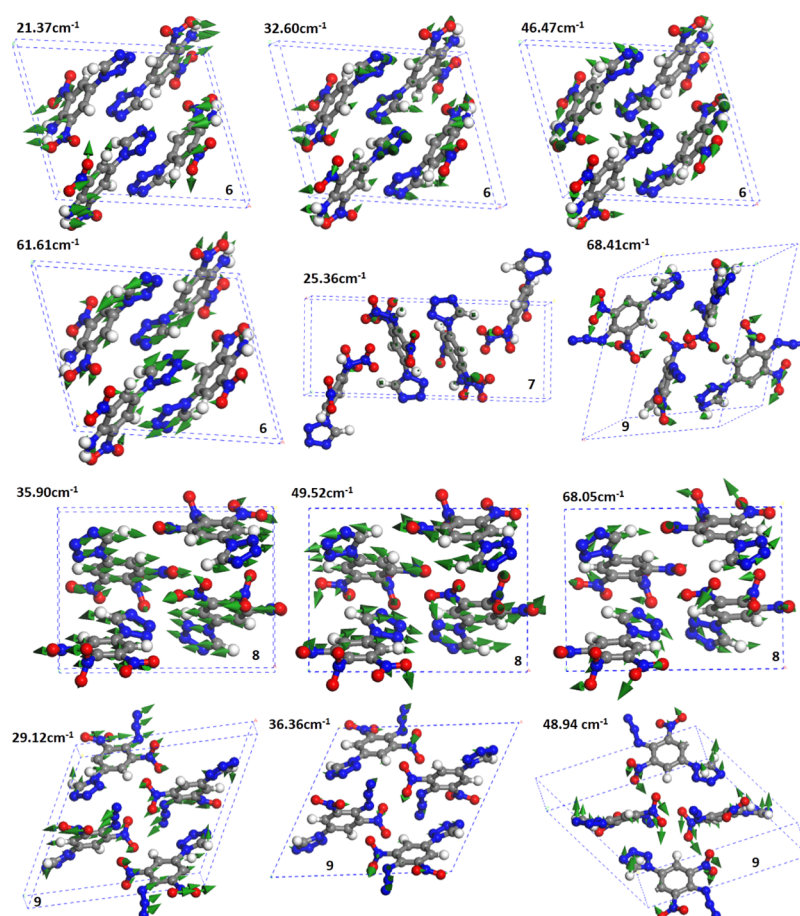 21.37cm-1
32.60cm-1
46.47cm-1
6
6
6
61.61cm-1
25.36cm-1
68.41cm-1
6
7
9
35.90cm-1
49.52cm-1
68.05cm-1
8
8
8
29.12cm-1
36.36cm-1
48.94 cm-1
9
9
9